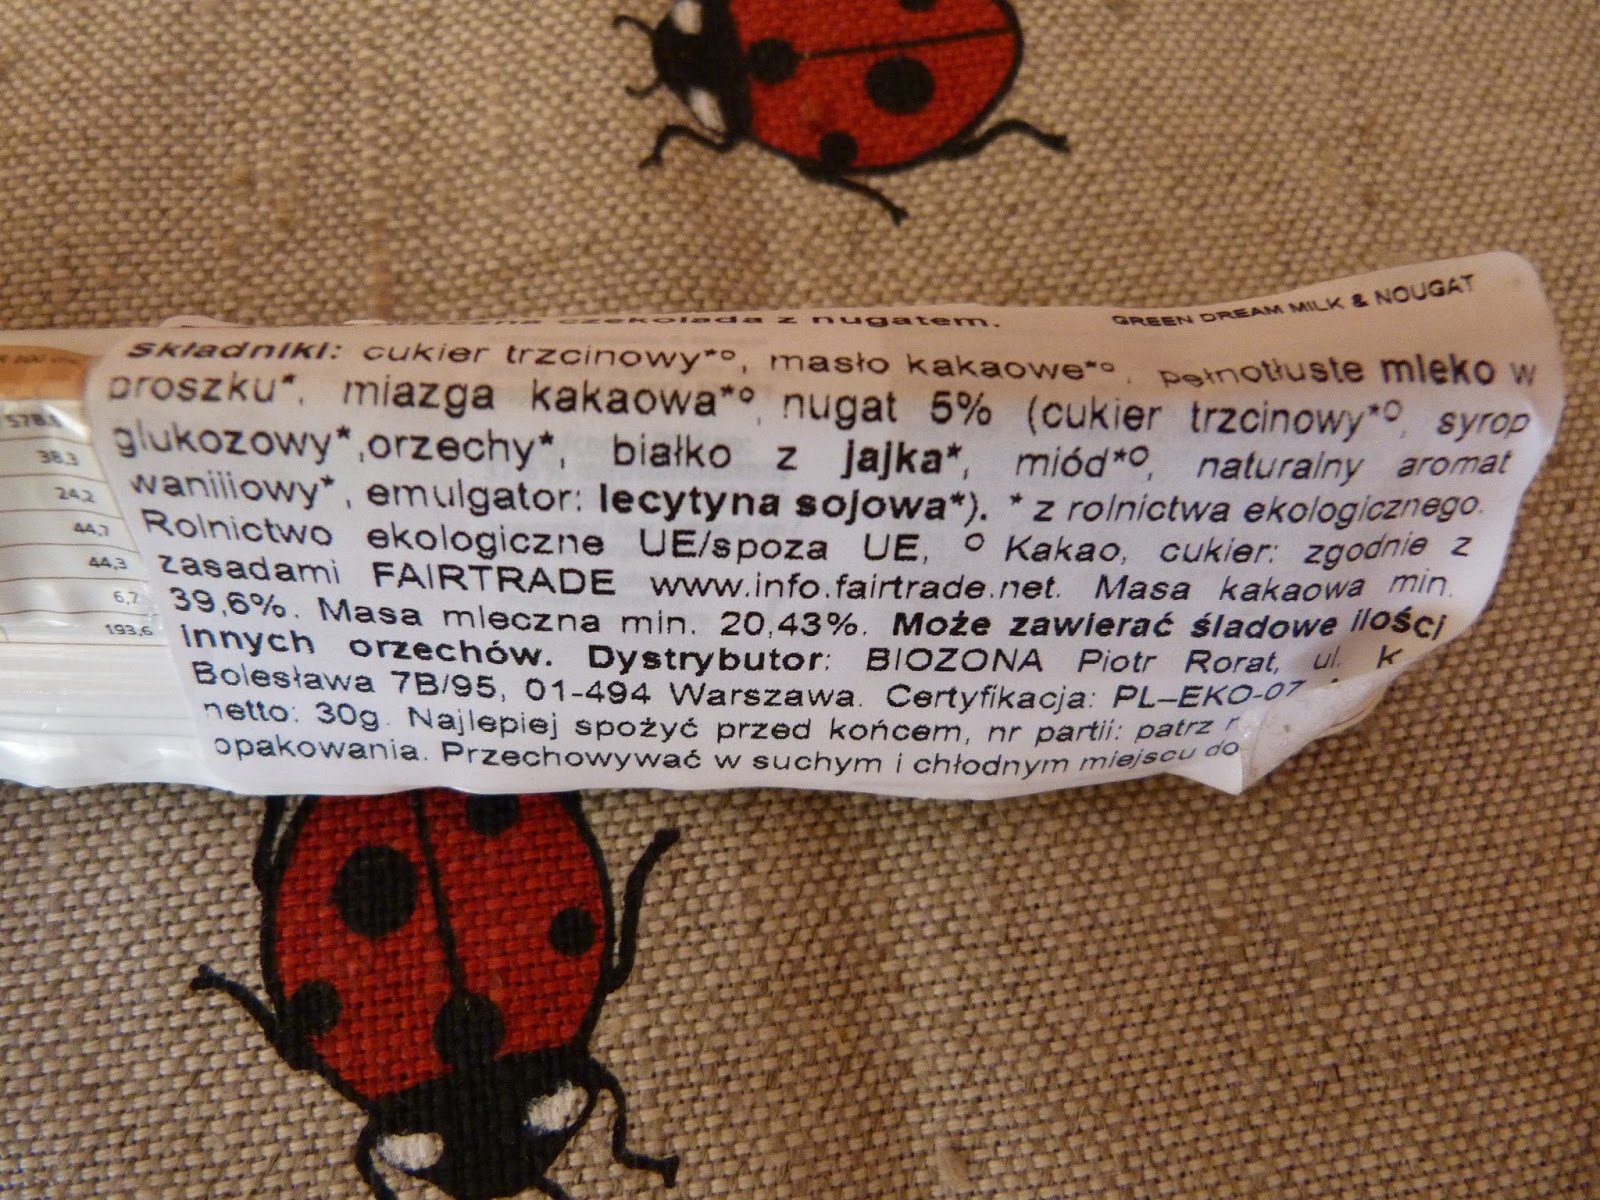 czekolada z nugatem.
GREEN DREAM MILK & NOUGAT
Składniki: cukier trzcinowy*°, masło kakaowe*°, pełnotłuste mleko w
proszku*, miazga kakaowa*°, nugat 5% (cukier trzcinowy*°, syrop
glukozowy*,orzechy*, białko z jajka*, miód*°, naturalny aromat
waniliowy*, emulgator: lecytyna sojowa*). * z rolnictwa ekologicznego.
Rolnictwo ekologiczne UE/spoza UE, ° Kakao, cukier: zgodnie z
zasadami FAIRTRADE www.info.fairtrade.net. Masa kakaowa min.
39,6%. Masa mleczna min. 20,43%. Może zawierać śladowe ilości
innych orzechów. Dystrybutor: BIOZONA Piotr Rorat, ul. K
Bolesława 7B/95, 01-494 Warszawa. Certyfikacja: PL–EKO-07
netto: 30g. Najlepiej spożyć przed końcem, nr partii: patrz
opakowania. Przechowywać w suchym i chłodnym miejscu do
38,3
24,2
44,7
44,3
6,7
193,6